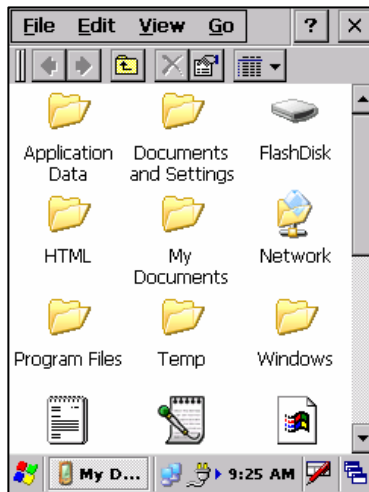 File Edit View Go ? ×
Application Data
Documents and Settings
FlashDisk
HTML
My Documents
Network
Program Files
Temp
Windows
My D...
9:25 AM